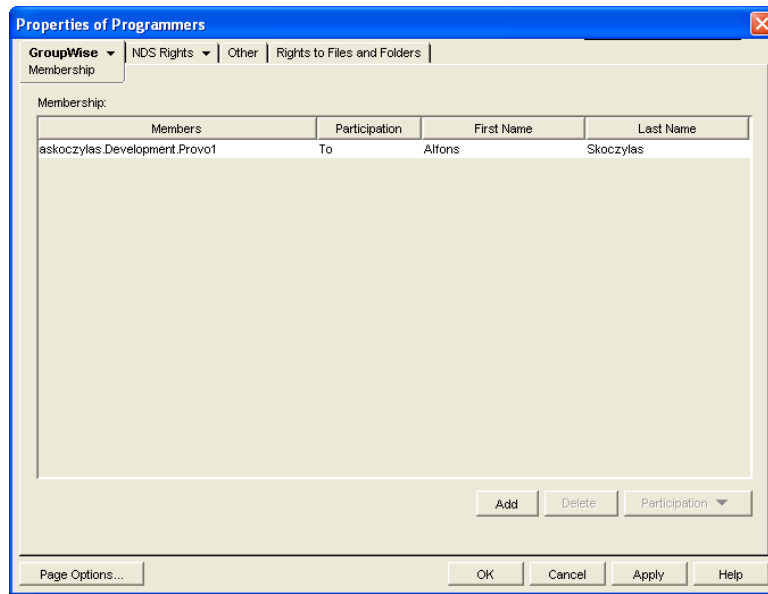 Properties of Programmers
GroupWise NDS Rights Other Rights to Files and Folders
Membership
Membership:
Members Participation First Name Last Name
askoczylas.Development.Provo1 To Alfons Skoczylas
Add Delete Participation
Page Options... OK Cancel Apply Help